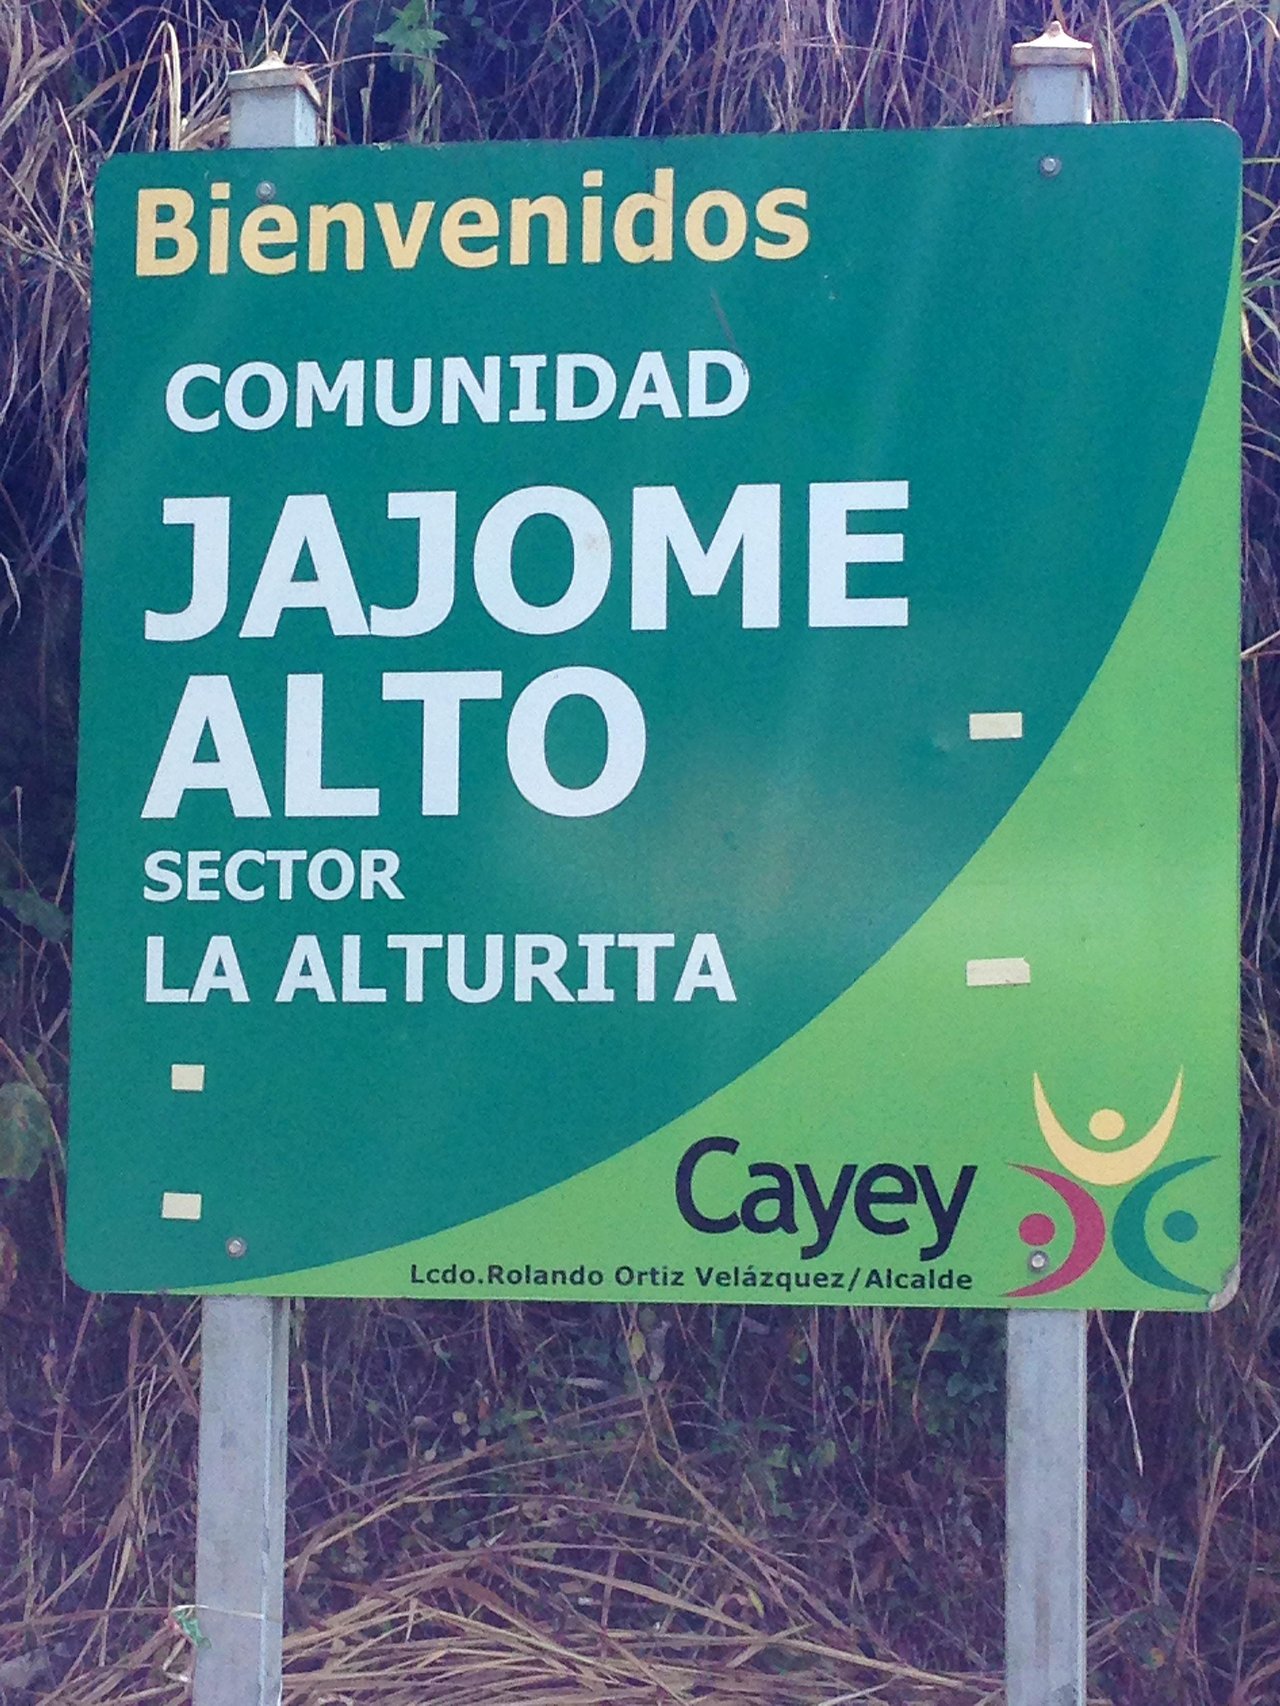 Bienvenidos
COMUNIDAD
JAJOME
ALTO
SECTOR
LA ALTURITA
Cayey
Lcdo.Rolando Ortiz Velázquez/Alcalde